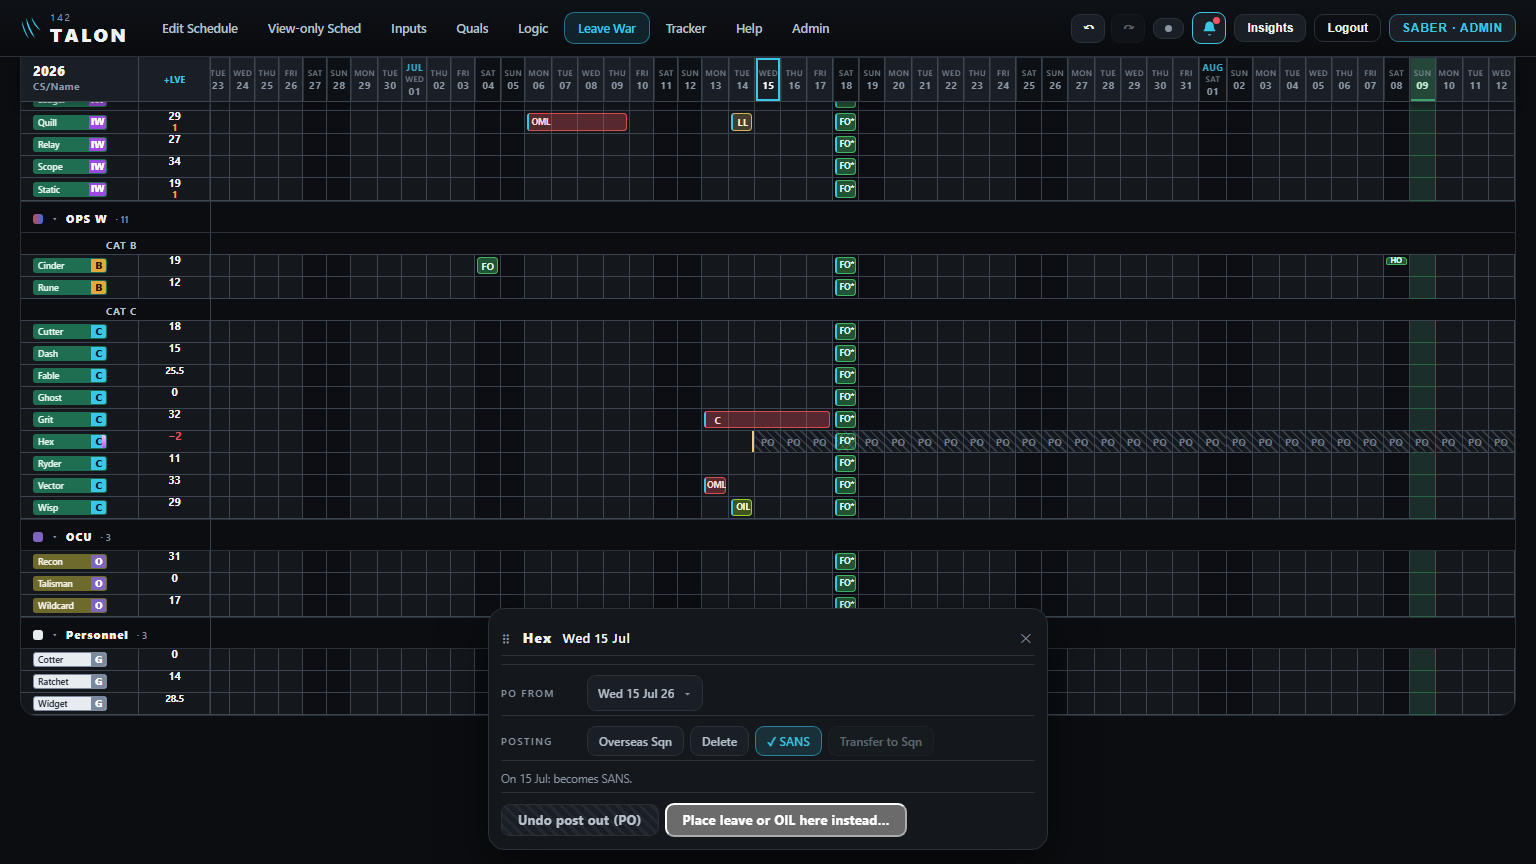 142
TALON
Edit Schedule
View-only Sched
Inputs
Quals
Logic
Leave War
Tracker
Help
Admin
Insights
Logout
SABER · ADMIN
2026
CS/Name
+LVE
TUE 23
WED 24
THU 25
FRI 26
SAT 27
SUN 28
MON 29
TUE 30
JUL WED 01
THU 02
FRI 03
SAT 04
SUN 05
MON 06
TUE 07
WED 08
THU 09
FRI 10
SAT 11
SUN 12
MON 13
TUE 14
WED 15
THU 16
FRI 17
SAT 18
SUN 19
MON 20
TUE 21
WED 22
THU 23
FRI 24
SAT 25
SUN 26
MON 27
TUE 28
WED 29
THU 30
FRI 31
AUG SAT 01
SUN 02
MON 03
TUE 04
WED 05
THU 06
FRI 07
SAT 08
SUN 09
MON 10
TUE 11
WED 12
Quill IW 29 1 OML LL FO*
Relay IW 27 FO*
Scope IW 34 FO*
Static IW 19 1 FO*
OPS W · 11
CAT B
Cinder B 19 FO FO* HO
Rune B 12 FO*
CAT C
Cutter C 18 FO*
Dash C 15 FO*
Fable C 25.5 FO*
Ghost C 0 FO*
Grit C 32 C FO*
Hex C −2 PO PO PO FO* PO PO PO PO PO PO PO PO PO PO PO PO PO PO PO PO PO PO PO PO PO PO PO PO PO
Ryder C 11 FO*
Vector C 33 OML FO*
Wisp C 29 OIL FO*
OCU · 3
Recon O 31 FO*
Talisman O 0 FO*
Wildcard O 17 FO*
Personnel · 3
Cotter G 0
Ratchet G 14
Widget G 28.5
Hex Wed 15 Jul
PO FROM
Wed 15 Jul 26
POSTING
Overseas Sqn
Delete
✓ SANS
Transfer to Sqn
On 15 Jul: becomes SANS.
Undo post out (PO)
Place leave or OIL here instead…